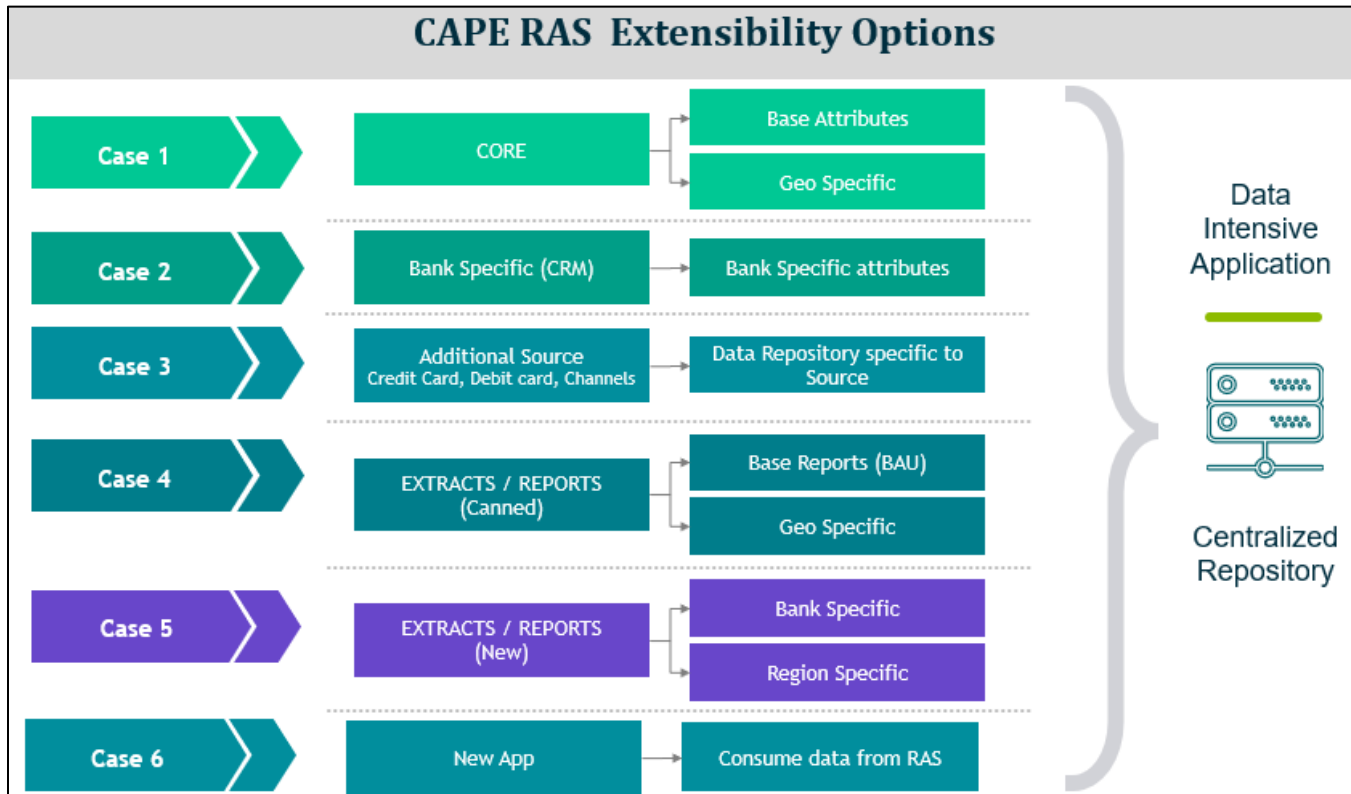 CAPE RAS Extensibility Options
Case 1
CORE
Base Attributes
Geo Specific
Case 2
Bank Specific (CRM)
Bank Specific attributes
Case 3
Additional Source
Credit Card, Debit card, Channels
Data Repository specific to
Source
Case 4
EXTRACTS / REPORTS
(Canned)
Base Reports (BAU)
Geo Specific
Case 5
EXTRACTS / REPORTS
(New)
Bank Specific
Region Specific
Case 6
New App
Consume data from RAS
Data
Intensive
Application
Centralized
Repository